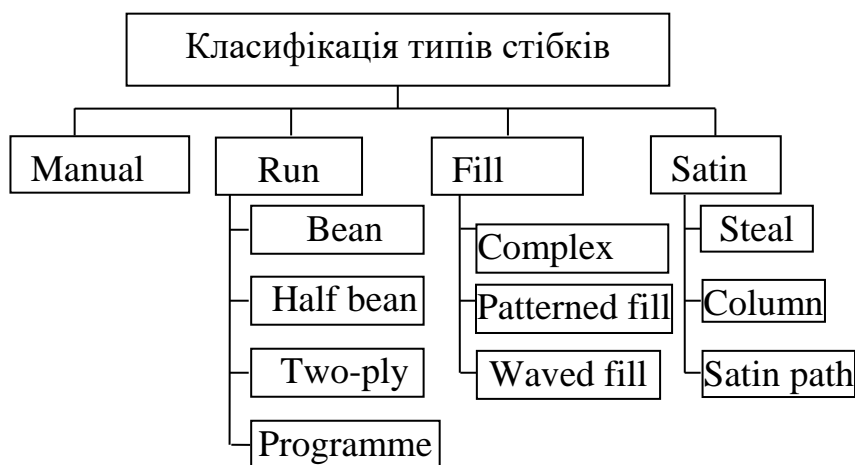 Класифікація типів стібків
Manual
Run
Fill
Satin
Bean
Half bean
Two-ply
Programme
Complex
Patterned fill
Waved fill
Steal
Column
Satin path